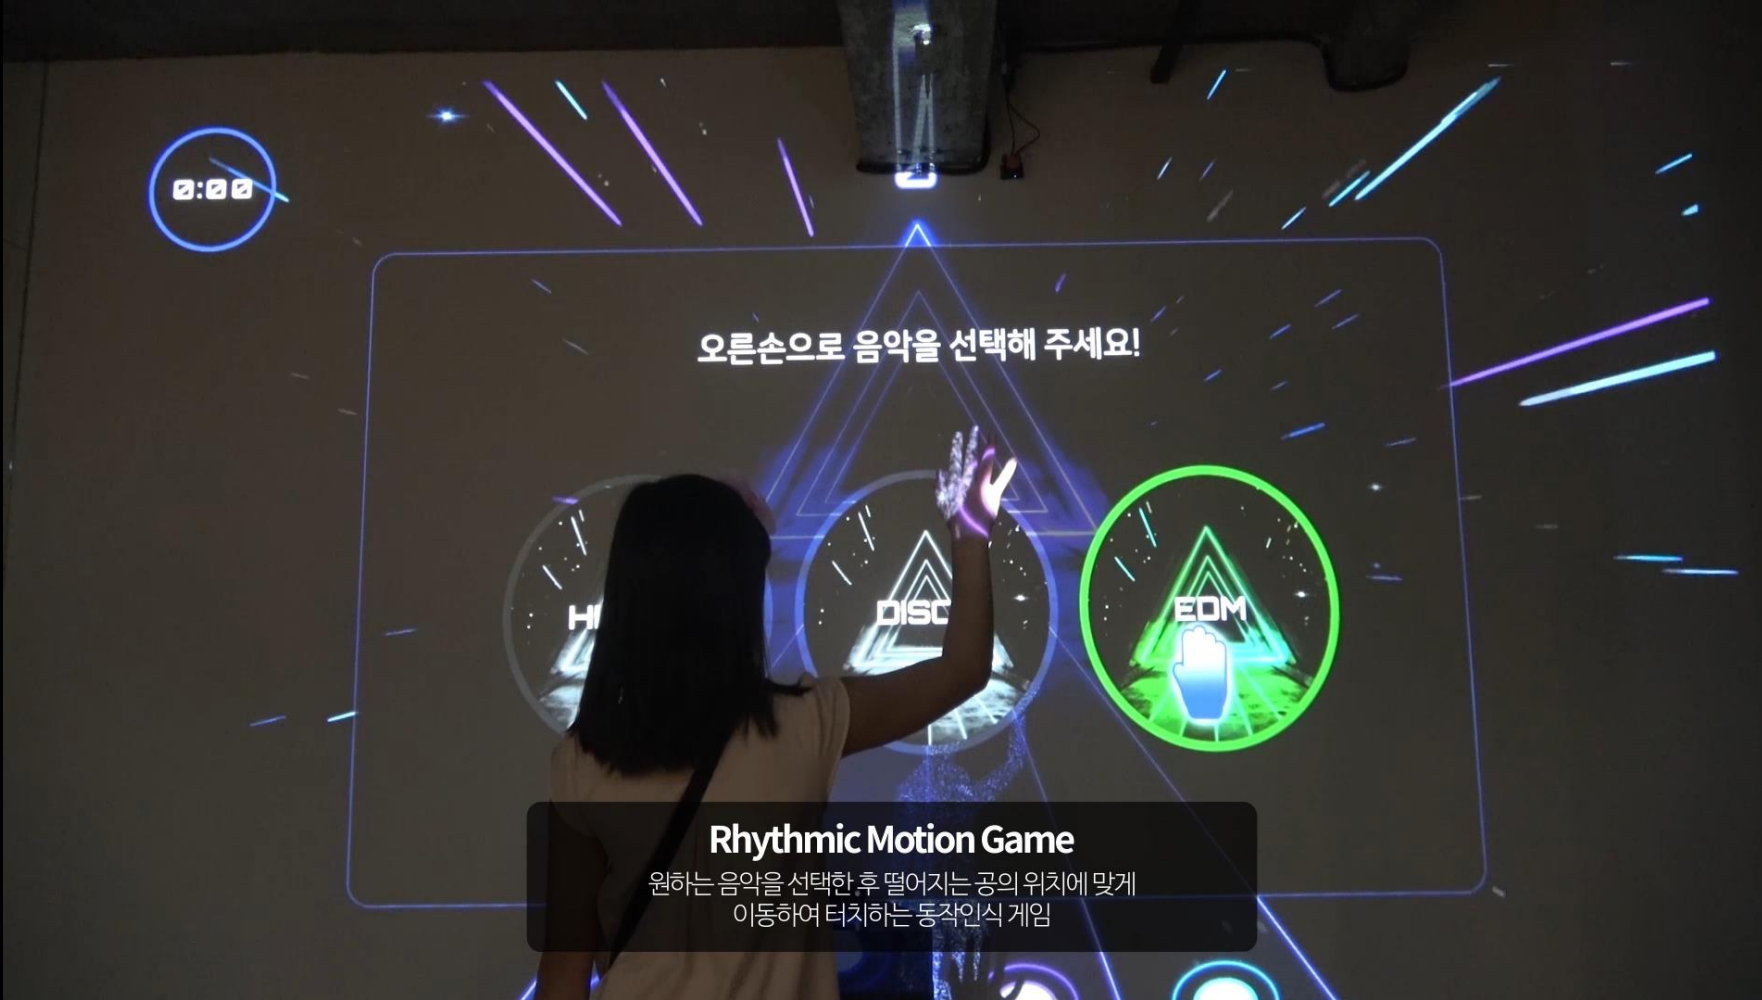 0:00
0
오른손으로 음악을 선택해 주세요!
EDM
Rhythmic Motion Game
원하는 음악을 선택한 후 떨어지는 공의 위치에 맞게
이동하여 터치하는 동작인식 게임